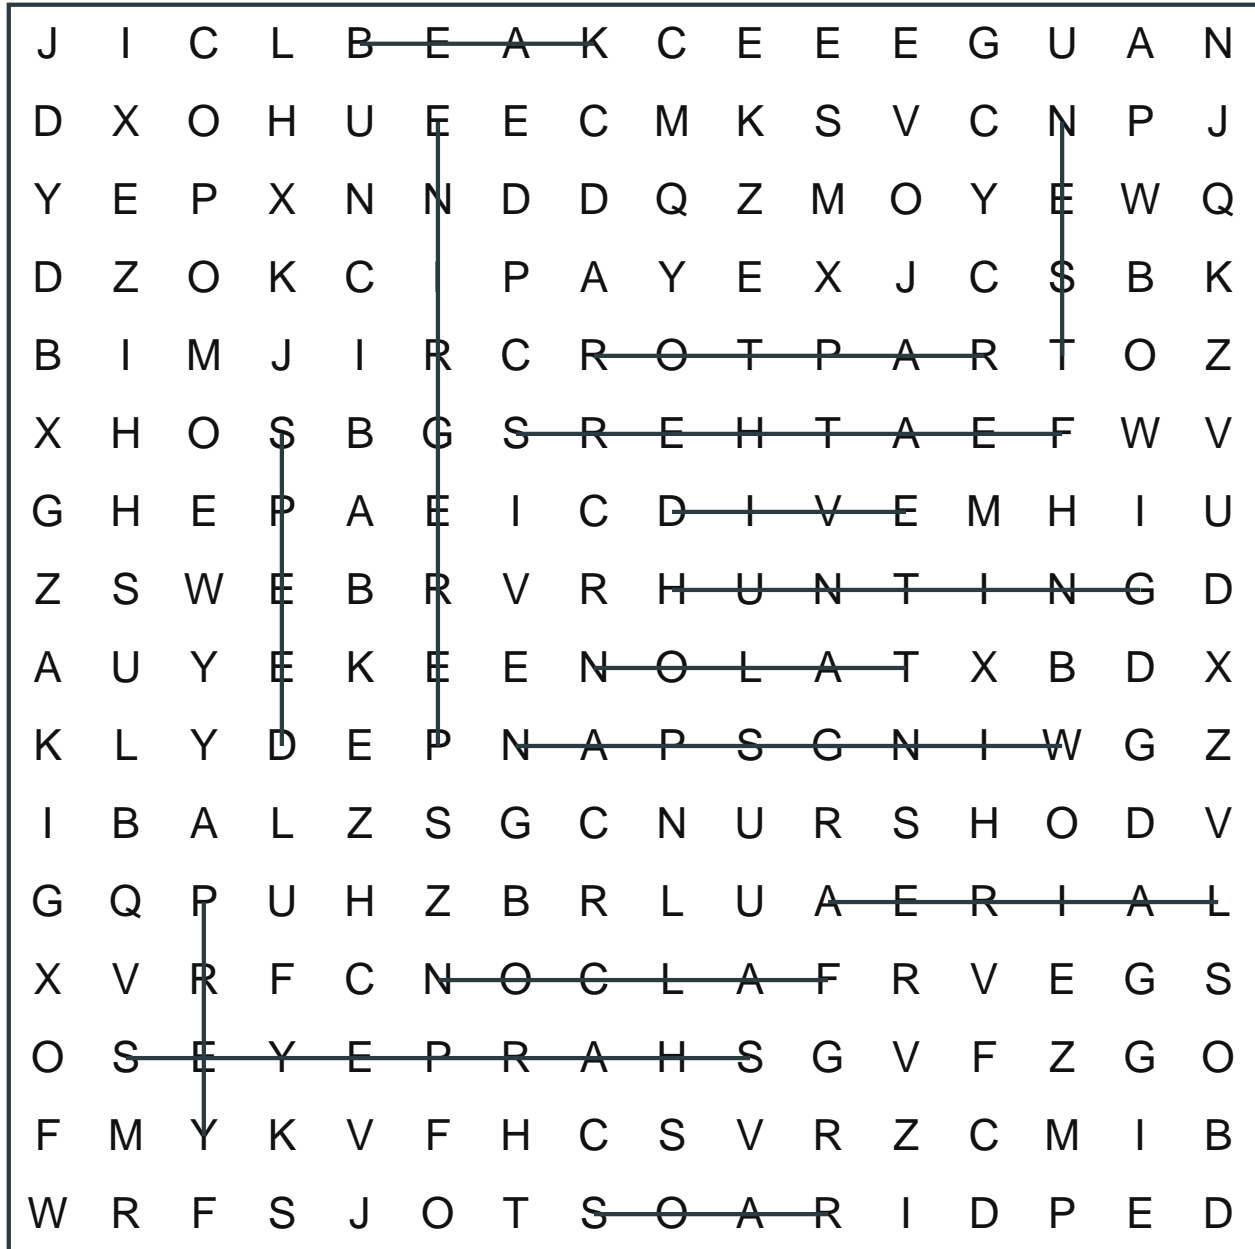 J I C L B E A K C E E E G U A N
D X O H U E E C M K S V C N P J
Y E P X N N D D Q Z M O Y E W Q
D Z O K C I P A Y E X J C S B K
B I M J I R C R O T P A R T O Z
X H O S B G S R E H T A E F W V
G H E P A E I C D I V E M H I U
Z S W E B R V R H U N T I N G D
A U Y E K E E N O L A T X B D X
K L Y D E P N A P S G N I W G Z
I B A L Z S G C N U R S H O D V
G Q P U H Z B R L U A E R I A L
X V R F C N O C L A F R V E G S
O S E Y E P R A H S G V F Z G O
F M Y K V F H C S V R Z C M I B
W R F S J O T S O A R I D P E D